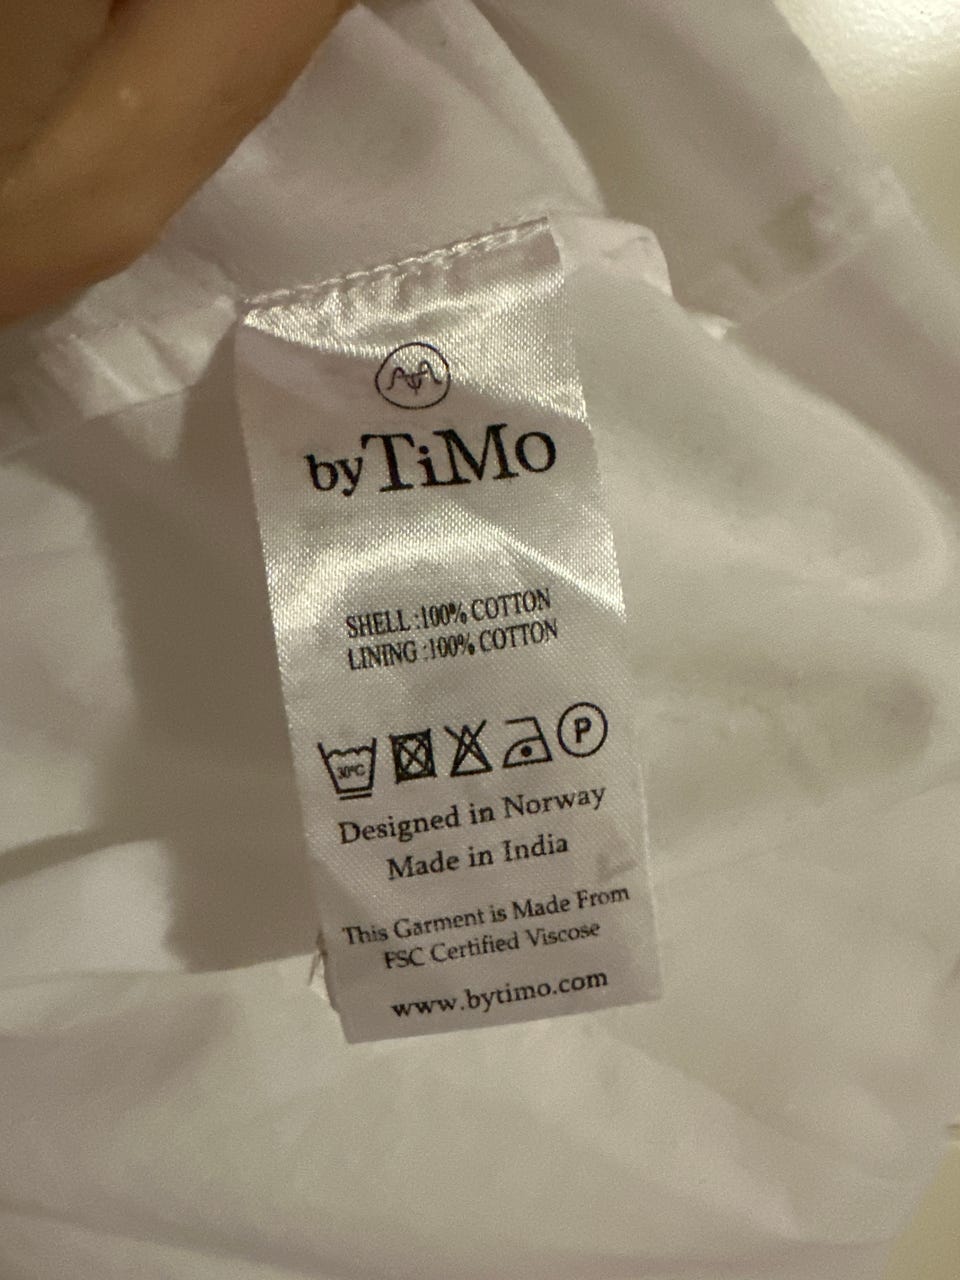 byTiMo
SHELL :100% COTTON
LINING :100% COTTON
30°C
P
Designed in Norway
Made in India
This Garment is Made From
FSC Certified Viscose
www.bytimo.com